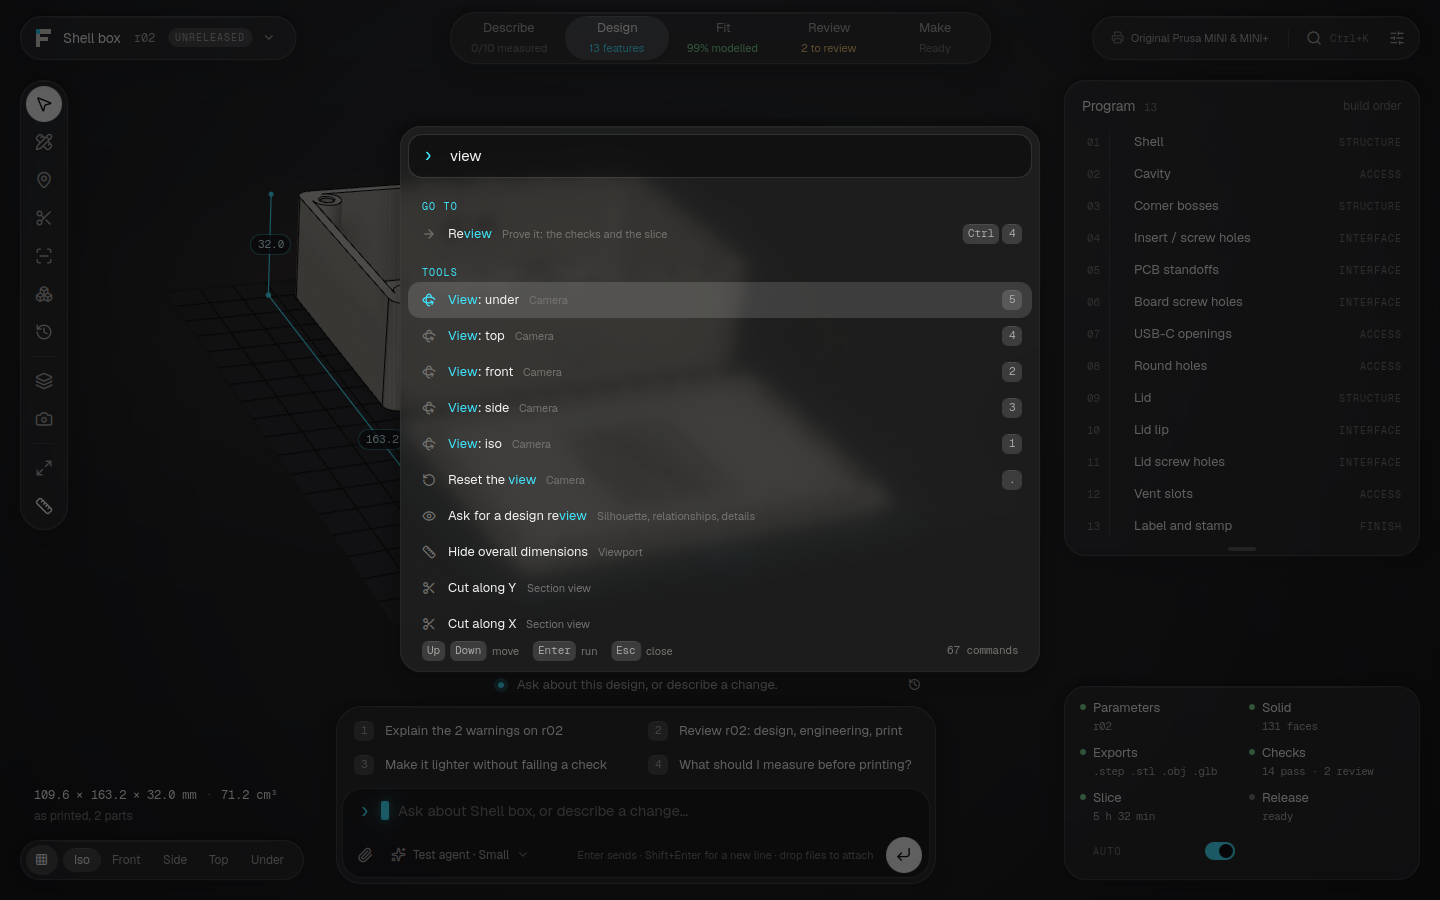 Shell box r02 UNRELEASED
Describe
0/10 measured
Design
13 features
Fit
99% modelled
Review
2 to review
Make
Ready
Original Prusa MINI & MINI+
Ctrl+K
view
GO TO
Review Prove it: the checks and the slice Ctrl 4
TOOLS
View: under Camera 5
View: top Camera 4
View: front Camera 2
View: side Camera 3
View: iso Camera 1
Reset the view Camera .
Ask for a design review Silhouette, relationships, details
Hide overall dimensions Viewport
Cut along Y Section view
Cut along X Section view
Up Down move Enter run Esc close 67 commands
32.0
163.2
Program 13 build order
01 Shell STRUCTURE
02 Cavity ACCESS
03 Corner bosses STRUCTURE
04 Insert / screw holes INTERFACE
05 PCB standoffs INTERFACE
06 Board screw holes INTERFACE
07 USB-C openings ACCESS
08 Round holes ACCESS
09 Lid STRUCTURE
10 Lid lip INTERFACE
11 Lid screw holes INTERFACE
12 Vent slots ACCESS
13 Label and stamp FINISH
Ask about this design, or describe a change.
1 Explain the 2 warnings on r02
2 Review r02: design, engineering, print
3 Make it lighter without failing a check
4 What should I measure before printing?
Ask about Shell box, or describe a change...
Test agent · Small
Enter sends · Shift+Enter for a new line · drop files to attach
109.6 × 163.2 × 32.0 mm · 71.2 cm³
as printed, 2 parts
Iso Front Side Top Under
Parameters
r02
Solid
131 faces
Exports
.step .stl .obj .glb
Checks
14 pass · 2 review
Slice
5 h 32 min
Release
ready
AUTO